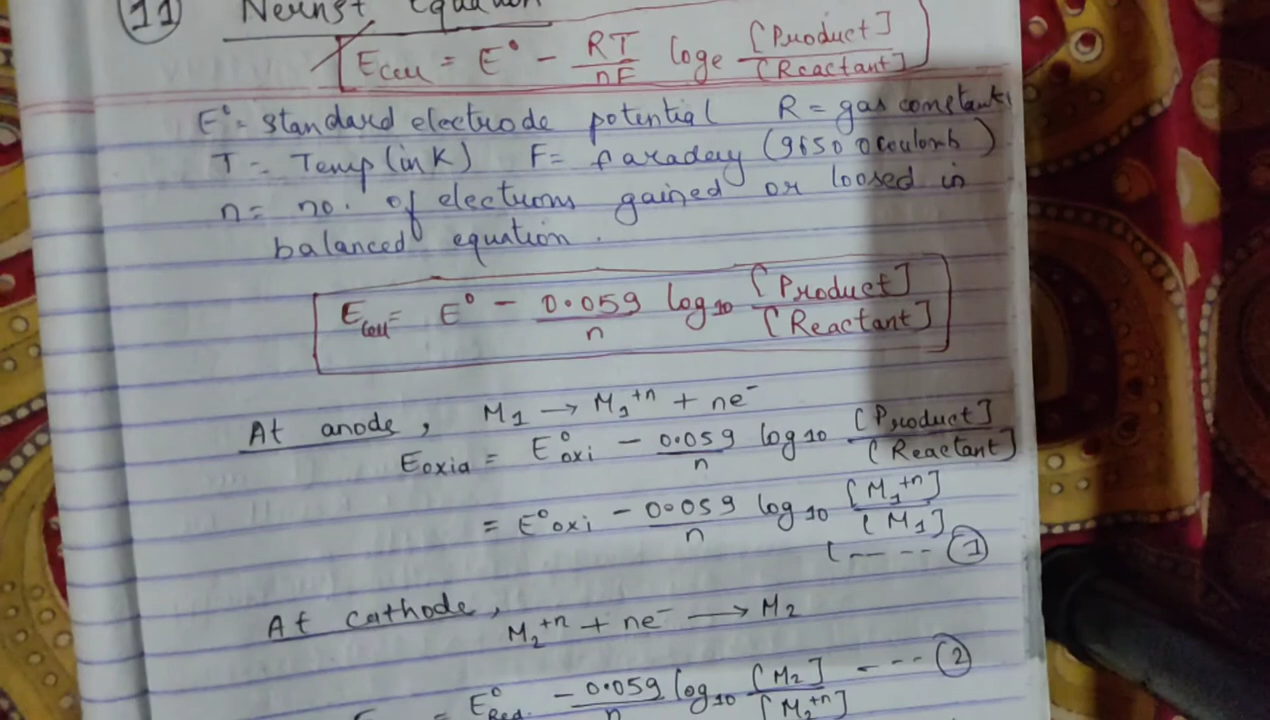 (11) Nernst Equation
Ecell = E° - RT/nF loge [Product]/[Reactant]
E° = standard electrode potential R = gas constant
T = Temp (in K) F = faraday (96500 coulomb)
n = no. of electrons gained or loosed in
balanced equation.
Ecell = E° - 0.059/n log10 [Product]/[Reactant]
At anode, M1 → M1+n + ne-
Eoxia = E°oxi - 0.059/n log10 [Product]/[Reactant]
= E°oxi - 0.059/n log10 [M1+n]/[M1]
(---- (1)
At cathode,
M2+n + ne- → M2
= E°Red. - 0.059/n log10 [M2]/[M2+n] --- (2)